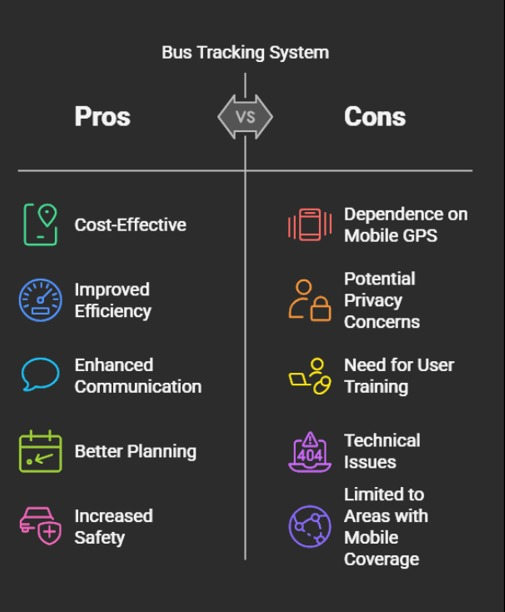 Bus Tracking System
Pros
VS
Cons
Cost-Effective
Improved
Efficiency
Enhanced
Communication
Better Planning
Increased
Safety
Dependence on
Mobile GPS
Potential
Privacy
Concerns
Need for User
Training
404
Technical
Issues
Limited to
Areas with
Mobile
Coverage